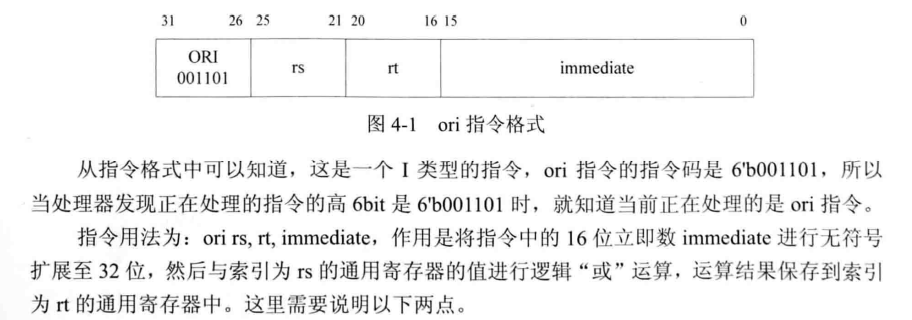 31 26 25 21 20 16 15 0
ORI
001101 rs rt immediate
图 4-1 ori 指令格式
从指令格式中可以知道，这是一个 I 类型的指令，ori 指令的指令码是 6'b001101，所以
当处理器发现正在处理的指令的高 6bit 是 6'b001101 时，就知道当前正在处理的是 ori 指令。
指令用法为：ori rs, rt, immediate，作用是将指令中的 16 位立即数 immediate 进行无符号
扩展至 32 位，然后与索引为 rs 的通用寄存器的值进行逻辑“或”运算，运算结果保存到索引
为 rt 的通用寄存器中。这里需要说明以下两点。